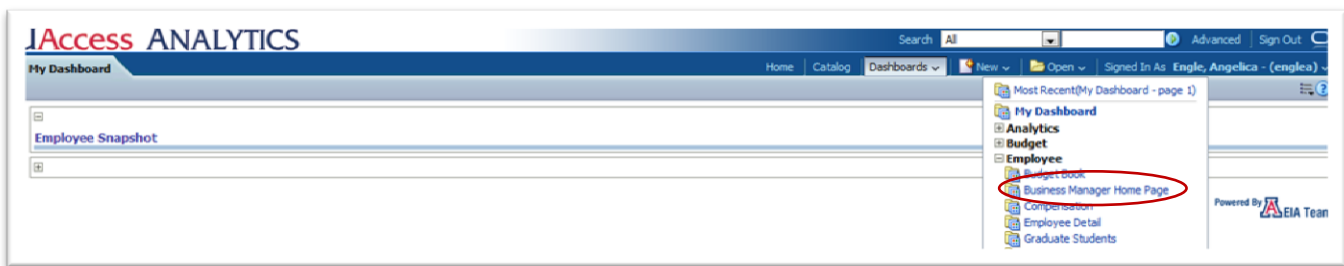 UAccess ANALYTICS
Search All Advanced Sign Out
My Dashboard Home Catalog Dashboards New Open Signed In As Engle, Angelica - (englea)
Most Recent(My Dashboard - page 1)
My Dashboard
Analytics
Budget
Employee Snapshot
Employee
Budget Book
Business Manager Home Page
Compensation
Powered By EIA Team
Employee Detail
Graduate Students